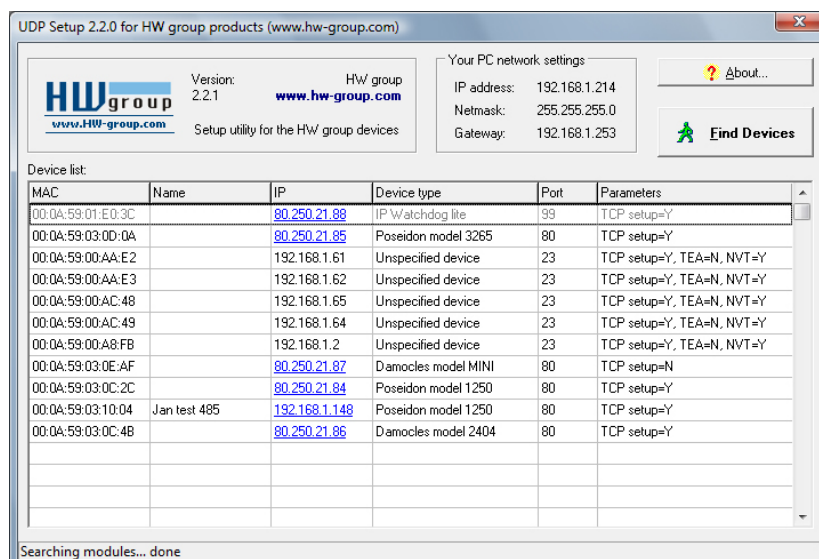 UDP Setup 2.2.0 for HW group products (www.hw-group.com)
HWgroup
www.HW-group.com
Version: HW group
2.2.1 www.hw-group.com
Setup utility for the HW group devices
Your PC network settings
IP address: 192.168.1.214
Netmask: 255.255.255.0
Gateway: 192.168.1.253
? About...
Find Devices
Device list:
MAC Name IP Device type Port Parameters
00:0A:59:01:E0:3C 80.250.21.88 IP Watchdog lite 99 TCP setup=Y
00:0A:59:03:0D:0A 80.250.21.85 Poseidon model 3265 80 TCP setup=Y
00:0A:59:00:AA:E2 192.168.1.61 Unspecified device 23 TCP setup=Y, TEA=N, NVT=Y
00:0A:59:00:AA:E3 192.168.1.62 Unspecified device 23 TCP setup=Y, TEA=N, NVT=Y
00:0A:59:00:AC:48 192.168.1.65 Unspecified device 23 TCP setup=Y, TEA=N, NVT=Y
00:0A:59:00:AC:49 192.168.1.64 Unspecified device 23 TCP setup=Y, TEA=N, NVT=Y
00:0A:59:00:A8:FB 192.168.1.2 Unspecified device 23 TCP setup=Y, TEA=N, NVT=Y
00:0A:59:03:0E:AF 80.250.21.87 Damocles model MINI 80 TCP setup=N
00:0A:59:03:0C:2C 80.250.21.84 Poseidon model 1250 80 TCP setup=Y
00:0A:59:03:10:04 Jan test 485 192.168.1.148 Poseidon model 1250 80 TCP setup=Y
00:0A:59:03:0C:4B 80.250.21.86 Damocles model 2404 80 TCP setup=Y
Searching modules... done